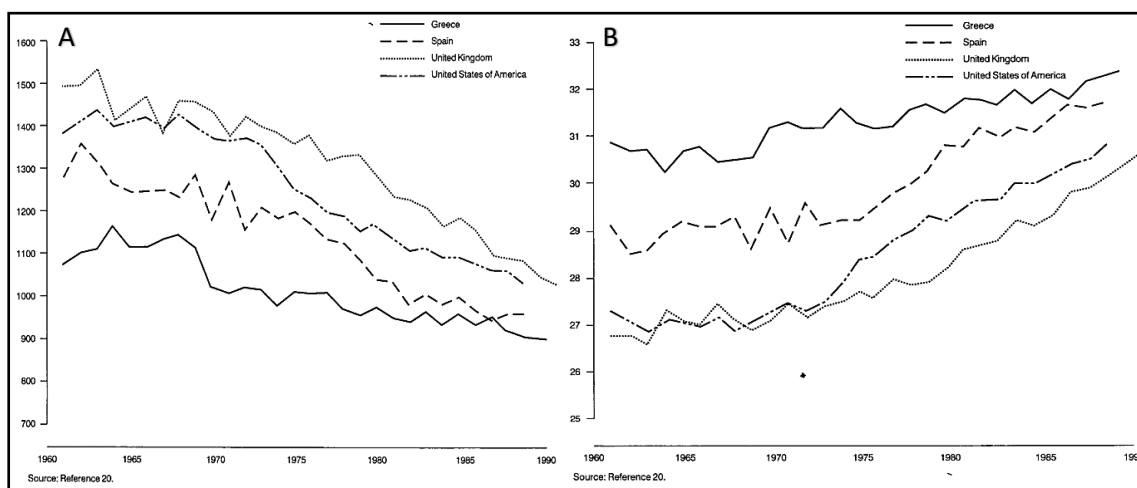 A
Greece
Spain
United Kingdom
United States of America
1600
1500
1400
1300
1200
1100
1000
900
800
700
1960 1965 1970 1975 1980 1985 1990
Source: Reference 20.
B
Greece
Spain
United Kingdom
United States of America
33
32
31
30
29
28
27
26
25
1960 1965 1970 1975 1980 1985 199
Source: Reference 20.